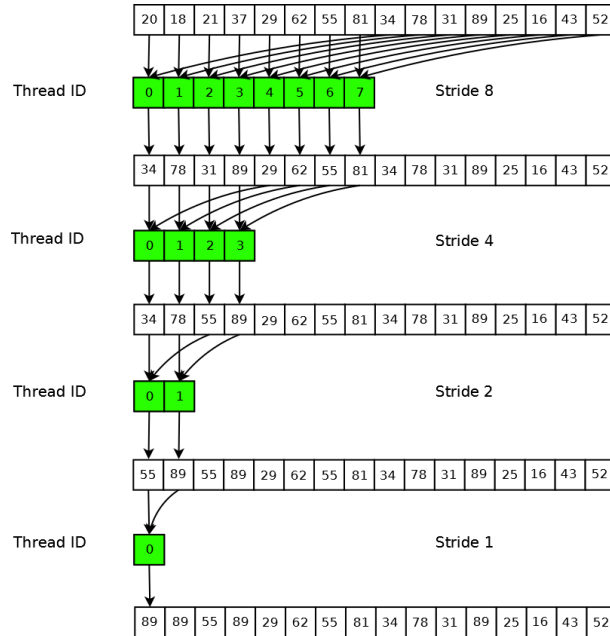 20 18 21 37 29 62 55 81 34 78 31 89 25 16 43 52
Thread ID 0 1 2 3 4 5 6 7 Stride 8
34 78 31 89 29 62 55 81 34 78 31 89 25 16 43 52
Thread ID 0 1 2 3 Stride 4
34 78 55 89 29 62 55 81 34 78 31 89 25 16 43 52
Thread ID 0 1 Stride 2
55 89 55 89 29 62 55 81 34 78 31 89 25 16 43 52
Thread ID 0 Stride 1
89 89 55 89 29 62 55 81 34 78 31 89 25 16 43 52